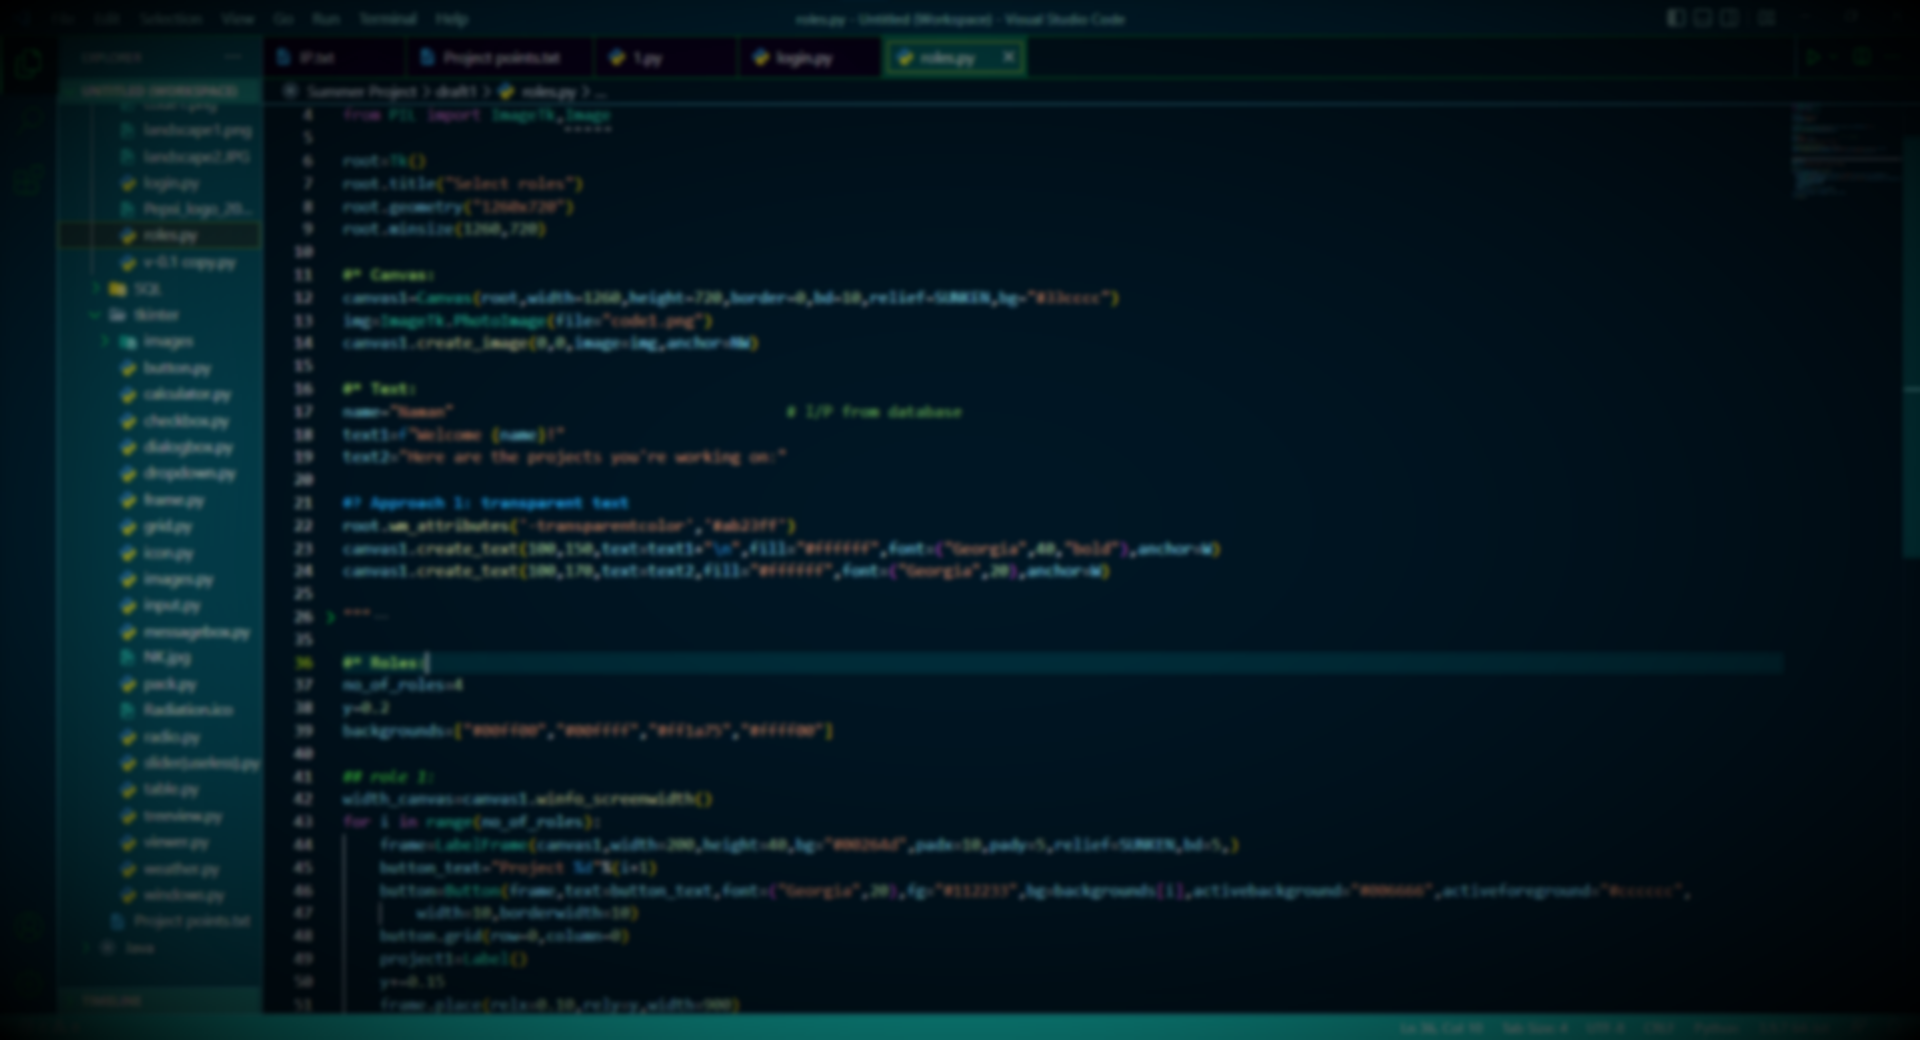 Edit Selection View Go Run Terminal Help
roles.py - Untitled (Workspace) - Visual Studio Code
EXPLORER
IP.txt
Project points.txt
1.py
login.py
roles.py
UNTITLED (WORKSPACE)
Summer Project > draft1 > roles.py > ...
landscape1.png
landscape2.JPG
login.py
Pepsi_logo_20...
roles.py
v-0.1 copy.py
SQL
tkinter
images
button.py
calculator.py
checkbox.py
dialogbox.py
dropdown.py
frame.py
grid.py
icon.py
images.py
input.py
messagebox.py
NK.jpg
pack.py
Radiation.ico
radio.py
slider(useless).py
table.py
treeview.py
viewer.py
weather.py
windows.py
Project points.txt
Java
TIMELINE
4 from PIL import ImageTk,Image
5
6 root=Tk()
7 root.title("Select roles")
8 root.geometry("1260x720")
9 root.minsize(1260,720)
10
11 #* Canvas:
12 canvas1=Canvas(root,width=1260,height=720,border=0,bd=10,relief=SUNKEN,bg="#33cccc")
13 img=ImageTk.PhotoImage(file="code1.png")
14 canvas1.create_image(0,0,image=img,anchor=NW)
15
16 #* Text:
17 name="Naman" # I/P from database
18 text1=f"Welcome {name}!"
19 text2="Here are the projects you're working on:"
20
21 #? Approach 1: transparent text
22 root.wm_attributes('-transparentcolor','#ab23ff')
23 canvas1.create_text(100,150,text=text1+"\n",fill="#ffffff",font=("Georgia",40,"bold"),anchor=W)
24 canvas1.create_text(100,170,text=text2,fill="#ffffff",font=("Georgia",20),anchor=W)
25
26 """
35
36 #* Roles:
37 no_of_roles=4
38 y=0.2
39 backgrounds=["#00ff00","#00ffff","#ff1a75","#ffff00"]
40
41 ## role 1:
42 width_canvas=canvas1.winfo_screenwidth()
43 for i in range(no_of_roles):
44 frame=LabelFrame(canvas1,width=200,height=40,bg="#00264d",padx=10,pady=5,relief=SUNKEN,bd=5,)
45 button_text="Project %d"%(i+1)
46 button=Button(frame,text=button_text,font=("Georgia",20),fg="#112233",bg=backgrounds[i],activebackground="#006666",activeforeground="#cccccc",
47 width=10,borderwidth=10)
48 button.grid(row=0,column=0)
49 project1=Label()
50 y+=0.15
51 frame.place(relx=0.10,rely=y,width=900)
Ln 36, Col 10 Tab Size: 4 UTF-8 CRLF Python